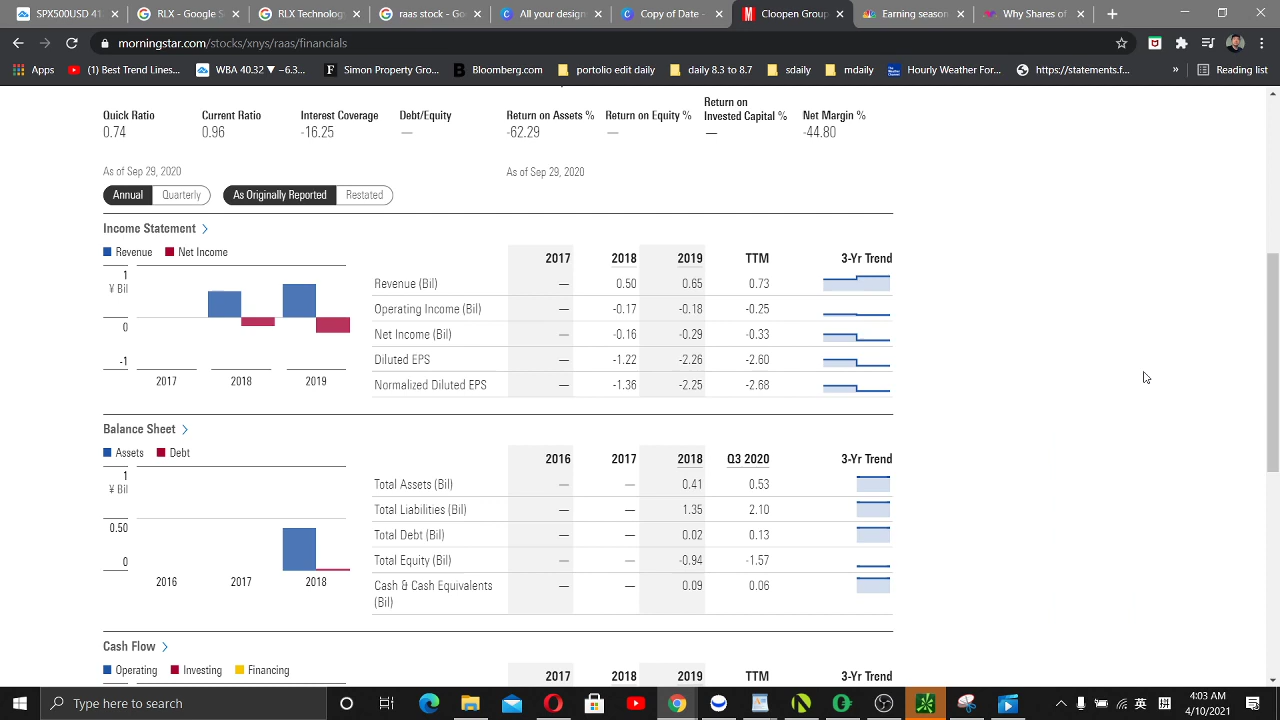 SPX500USD 41
RLX - Google S
RLX Technolog
raas stock - Goo
All your design
Copy of Date -
Cloopen Group
Earning season
Why Shares of
morningstar.com/stocks/xnys/raas/financials
Apps
(1) Best Trend Lines...
WBA 40.32 ▼ −6.3...
Simon Property Gro...
Bloomberg.com
portfolio edit daily
daily 8.3 to 8.7
sdaily
mdaily
Hourly Weather For...
https://statements.f...
»
Reading list
Quick Ratio
Current Ratio
Interest Coverage
Debt/Equity
Return on Assets %
Return on Equity %
Return on
Invested Capital %
Net Margin %
0.74 0.96 -16.25 — -62.29 — — -44.80
As of Sep 29, 2020
As of Sep 29, 2020
Annual Quarterly
As Originally Reported Restated
Income Statement
Revenue Net Income
1
¥ Bil
0
-1
2017 2018 2019
2017 2018 2019 TTM 3-Yr Trend
Revenue (Bil) — 0.50 0.65 0.73
Operating Income (Bil) — -0.17 -0.18 -0.25
Net Income (Bil) — -0.16 -0.29 -0.33
Diluted EPS — -1.22 -2.26 -2.60
Normalized Diluted EPS — -1.36 -2.25 -2.68
Balance Sheet
Assets Debt
1
¥ Bil
0.50
0
2016 2017 2018
2016 2017 2018 Q3 2020 3-Yr Trend
Total Assets (Bil) — — 0.41 0.53
Total Liabilities (Bil) — — 1.35 2.10
Total Debt (Bil) — — 0.02 0.13
Total Equity (Bil) — — -0.94 -1.57
Cash & Cash Equivalents
(Bil) — — 0.09 0.06
Cash Flow
Operating Investing Financing
2017 2018 2019 TTM 3-Yr Trend
Type here to search
英
拼
4:03 AM
4/10/2021